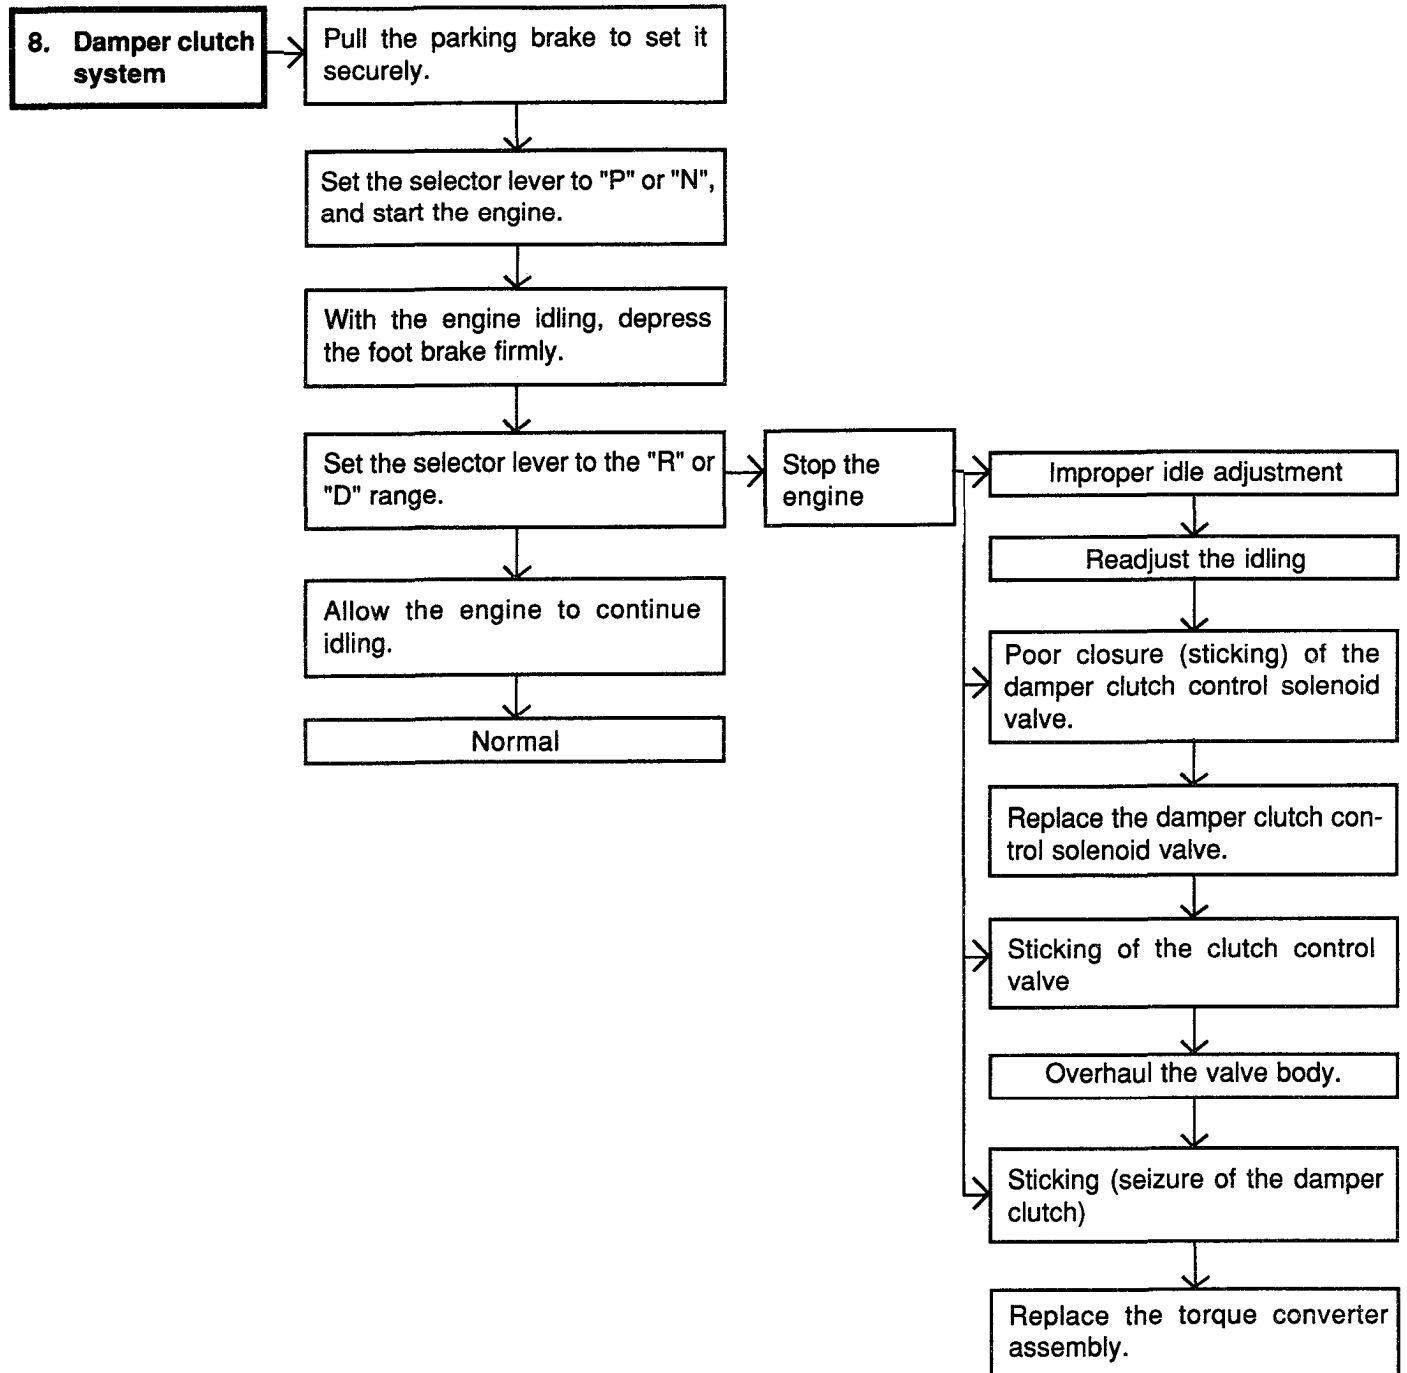 8. Damper clutch
system
Pull the parking brake to set it
securely.
Set the selector lever to "P" or "N",
and start the engine.
With the engine idling, depress
the foot brake firmly.
Set the selector lever to the "R" or
"D" range.
Allow the engine to continue
idling.
Normal
Stop the
engine
Improper idle adjustment
Readjust the idling
Poor closure (sticking) of the
damper clutch control solenoid
valve.
Replace the damper clutch con-
trol solenoid valve.
Sticking of the clutch control
valve
Overhaul the valve body.
Sticking (seizure of the damper
clutch)
Replace the torque converter
assembly.